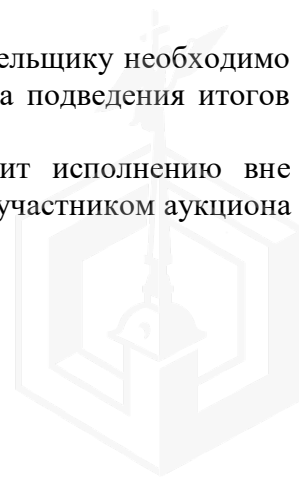 ельщику необходимо
а подведения итогов
ит исполнению вне
участником аукциона